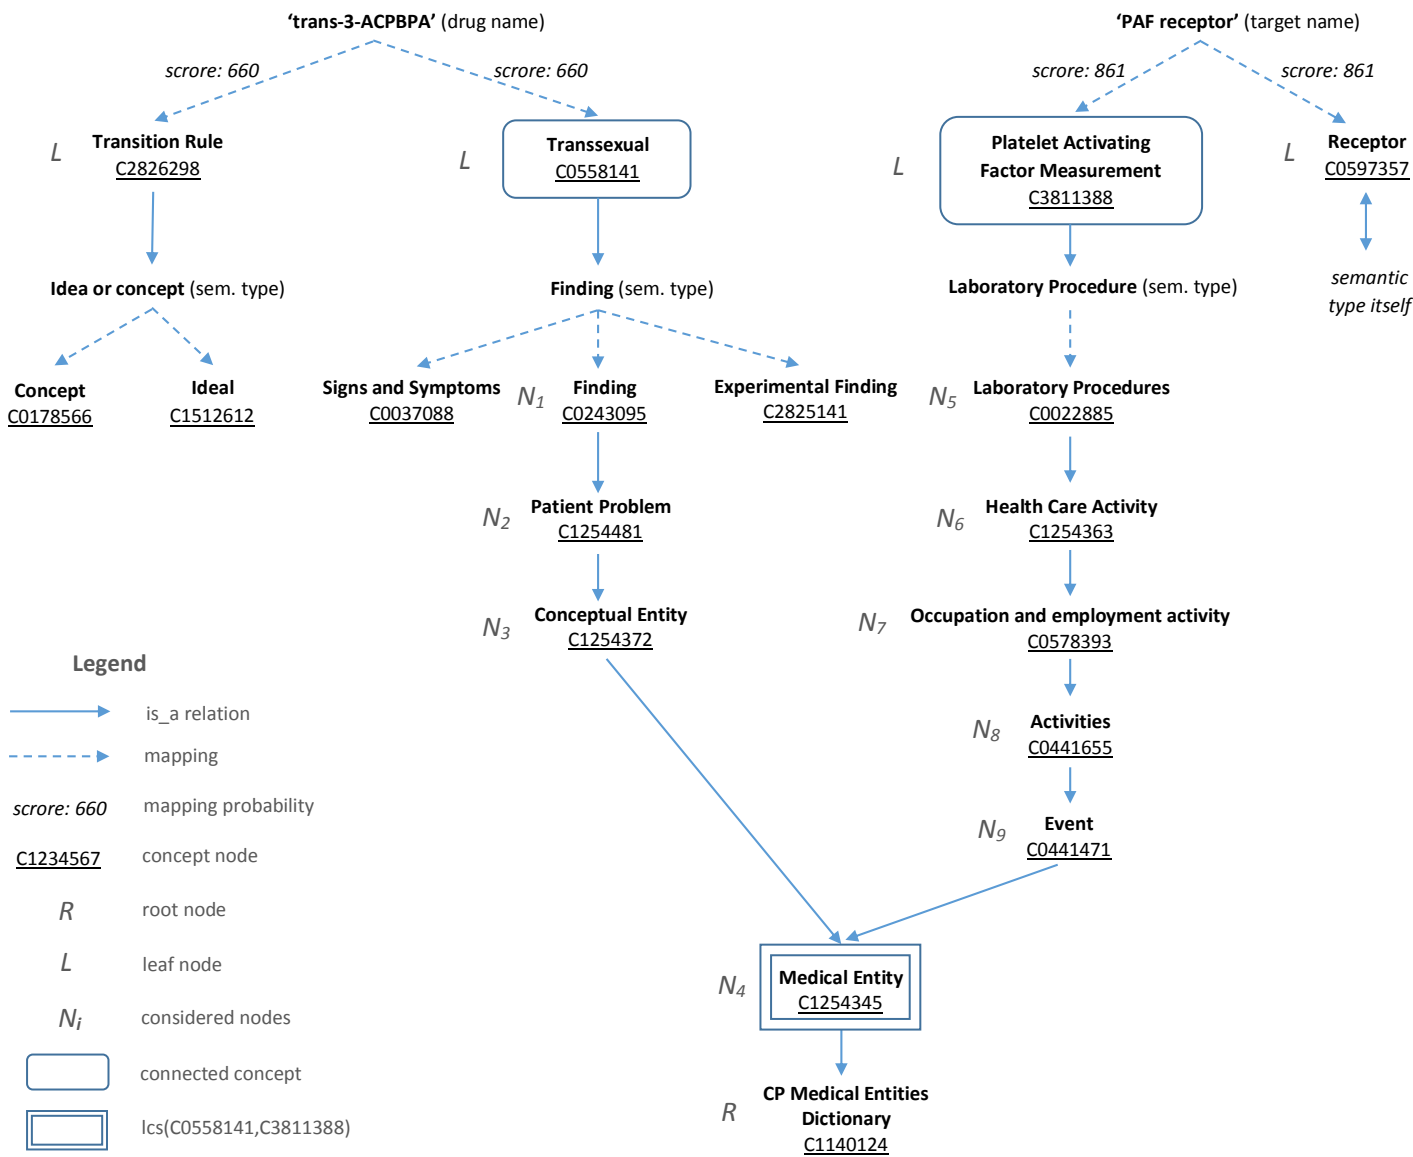 ‘trans-3-ACPBPA’ (drug name)
‘PAF receptor’ (target name)
scrore: 660
scrore: 660
scrore: 861
scrore: 861
L
Transition Rule
C2826298
L
Transsexual
C0558141
L
Platelet Activating
Factor Measurement
C3811388
L
Receptor
C0597357
Idea or concept (sem. type)
Finding (sem. type)
Laboratory Procedure (sem. type)
semantic
type itself
Concept
C0178566
Ideal
C1512612
Signs and Symptoms
C0037088
N1
Finding
C0243095
Experimental Finding
C2825141
N5
Laboratory Procedures
C0022885
N2
Patient Problem
C1254481
N6
Health Care Activity
C1254363
N3
Conceptual Entity
C1254372
N7
Occupation and employment activity
C0578393
N8
Activities
C0441655
N9
Event
C0441471
N4
Medical Entity
C1254345
R
CP Medical Entities
Dictionary
C1140124
Legend
is_a relation
mapping
scrore: 660 mapping probability
C1234567 concept node
R root node
L leaf node
Ni considered nodes
connected concept
lcs(C0558141,C3811388)